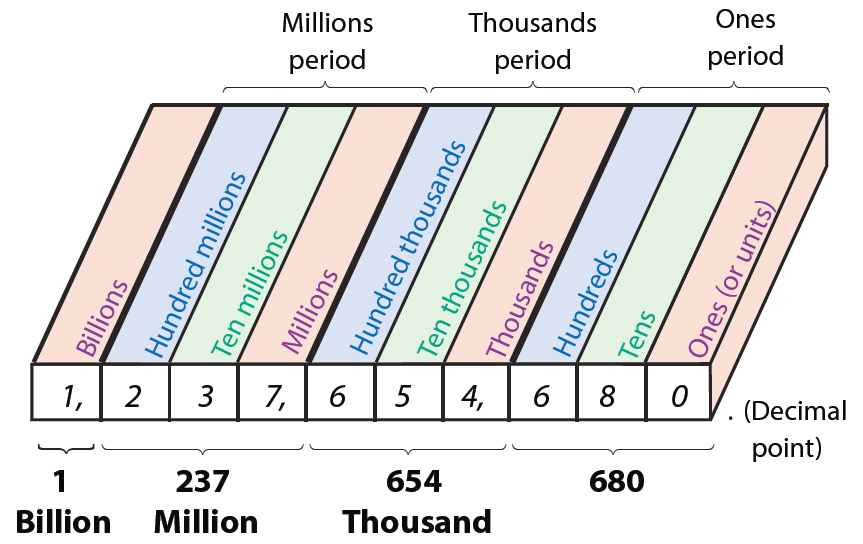 Millions period
Thousands period
Ones period
Billions
Hundred millions
Ten millions
Millions
Hundred thousands
Ten thousands
Thousands
Hundreds
Tens
Ones (or units)
1, 2 3 7, 6 5 4, 6 8 0
. (Decimal point)
1 Billion
237 Million
654 Thousand
680